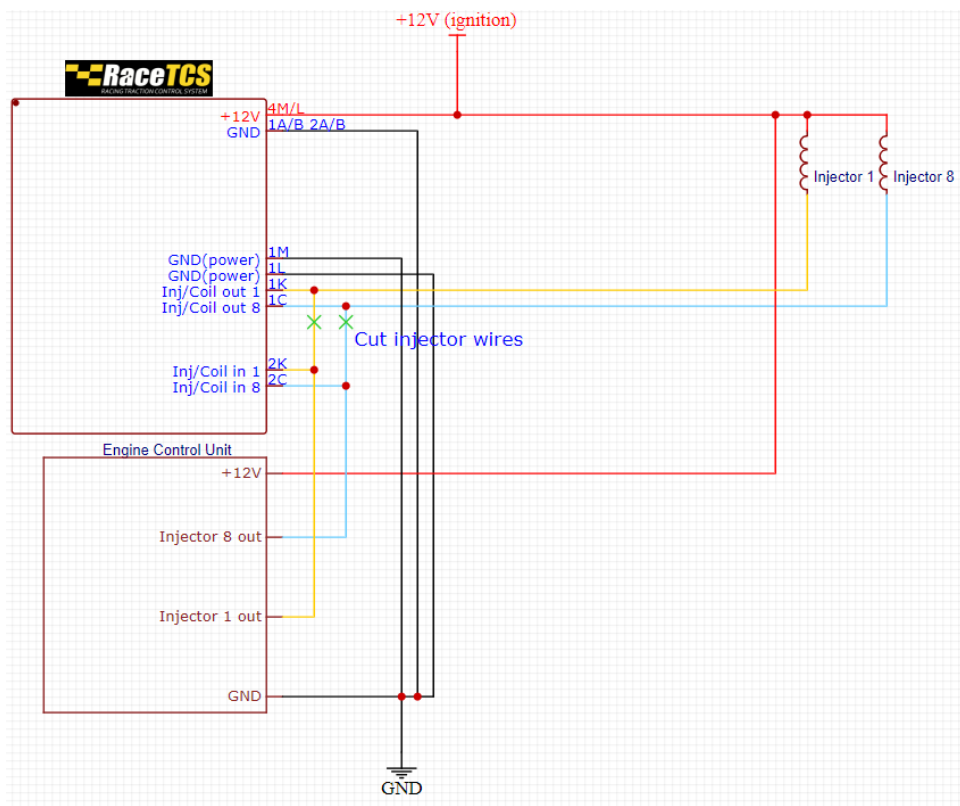 +12V (ignition)
RaceTCS
RACING TRACTION CONTROL SYSTEM
+12V 4M/L
GND 1A/B 2A/B
Injector 1 Injector 8
GND(power) 1M
GND(power) 1L
Inj/Coil out 1 1K
Inj/Coil out 8 1C
Cut injector wires
Inj/Coil in 1 2K
Inj/Coil in 8 2C
Engine Control Unit
+12V
Injector 8 out
Injector 1 out
GND
GND